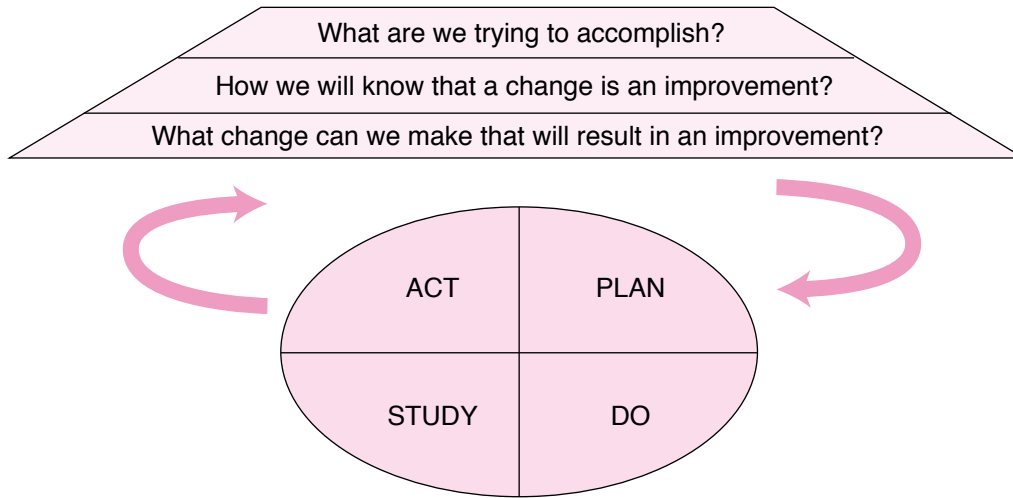 What are we trying to accomplish?
How we will know that a change is an improvement?
What change can we make that will result in an improvement?
ACT
PLAN
STUDY
DO